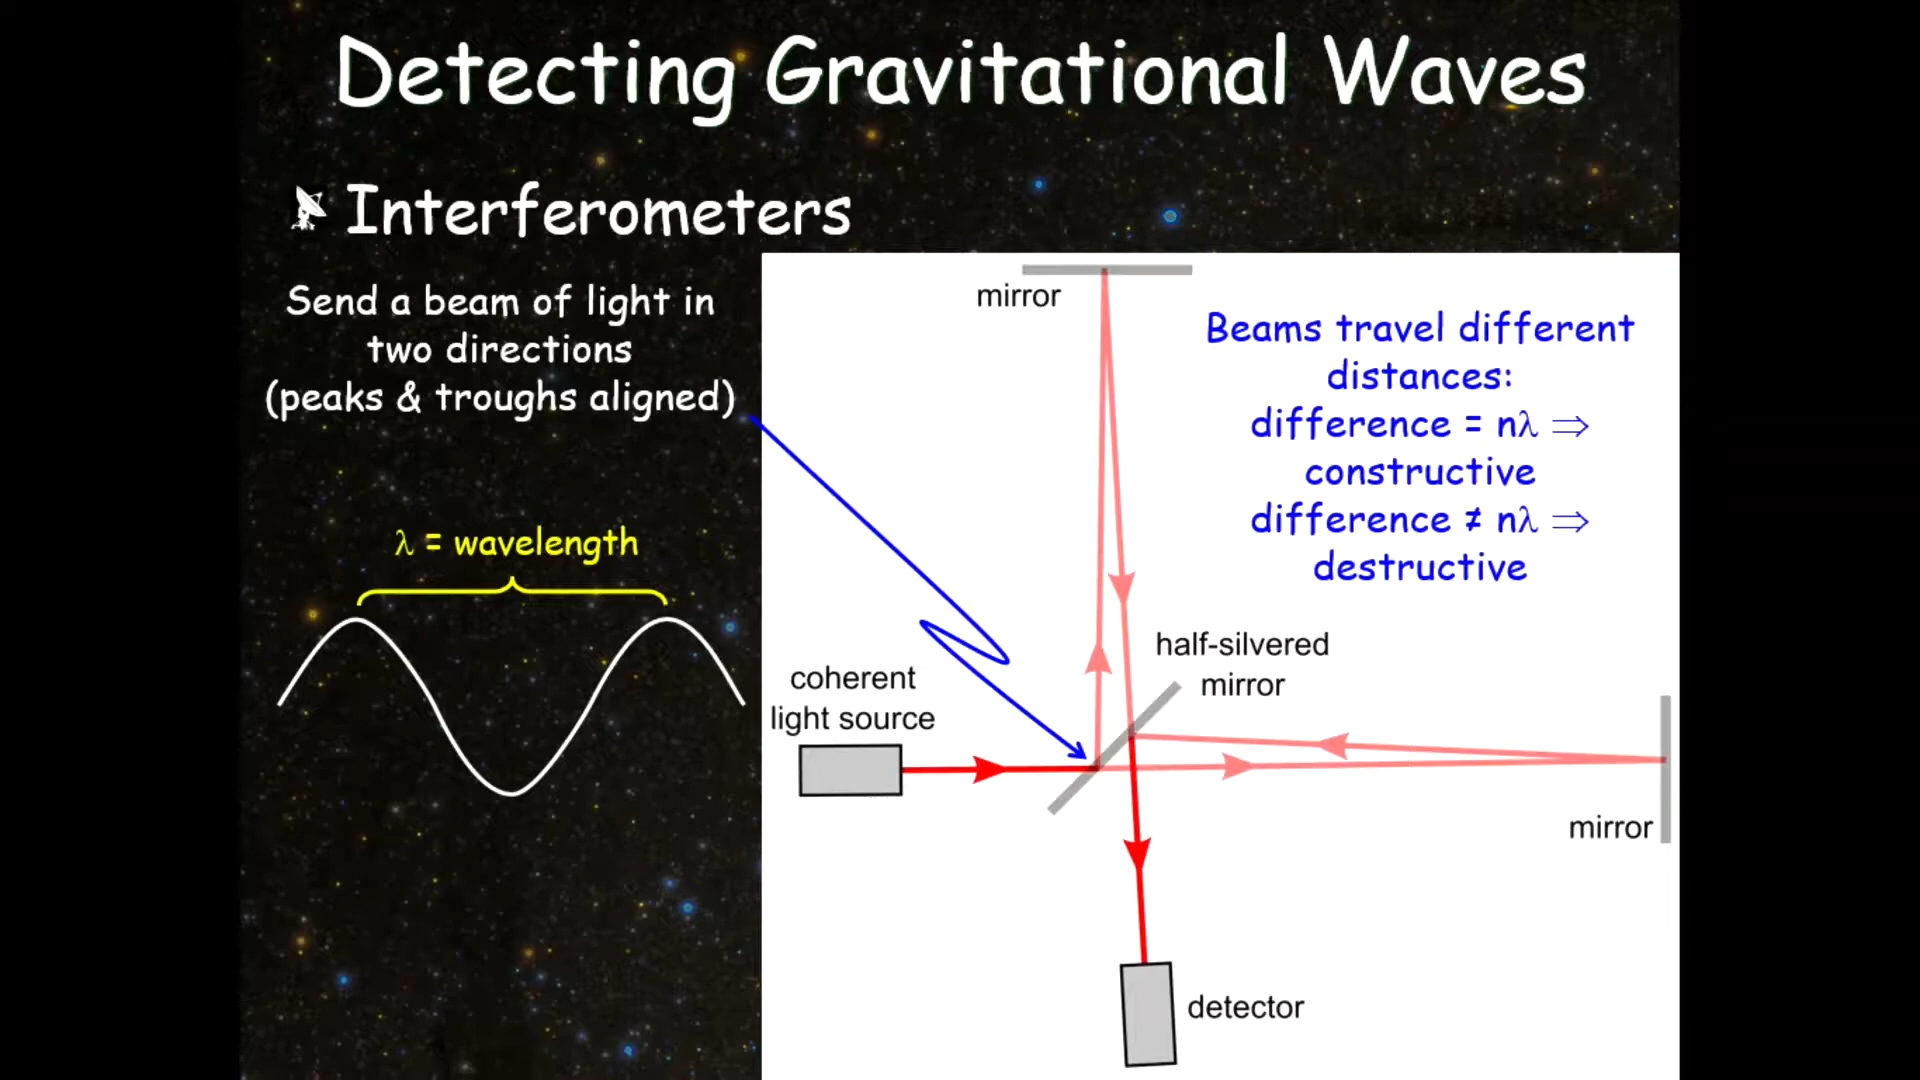 Detecting Gravitational Waves
Interferometers
Send a beam of light in
two directions
(peaks & troughs aligned)
λ = wavelength
mirror
Beams travel different
distances:
difference = nλ ⇒
constructive
difference ≠ nλ ⇒
destructive
half-silvered
mirror
coherent
light source
mirror
detector